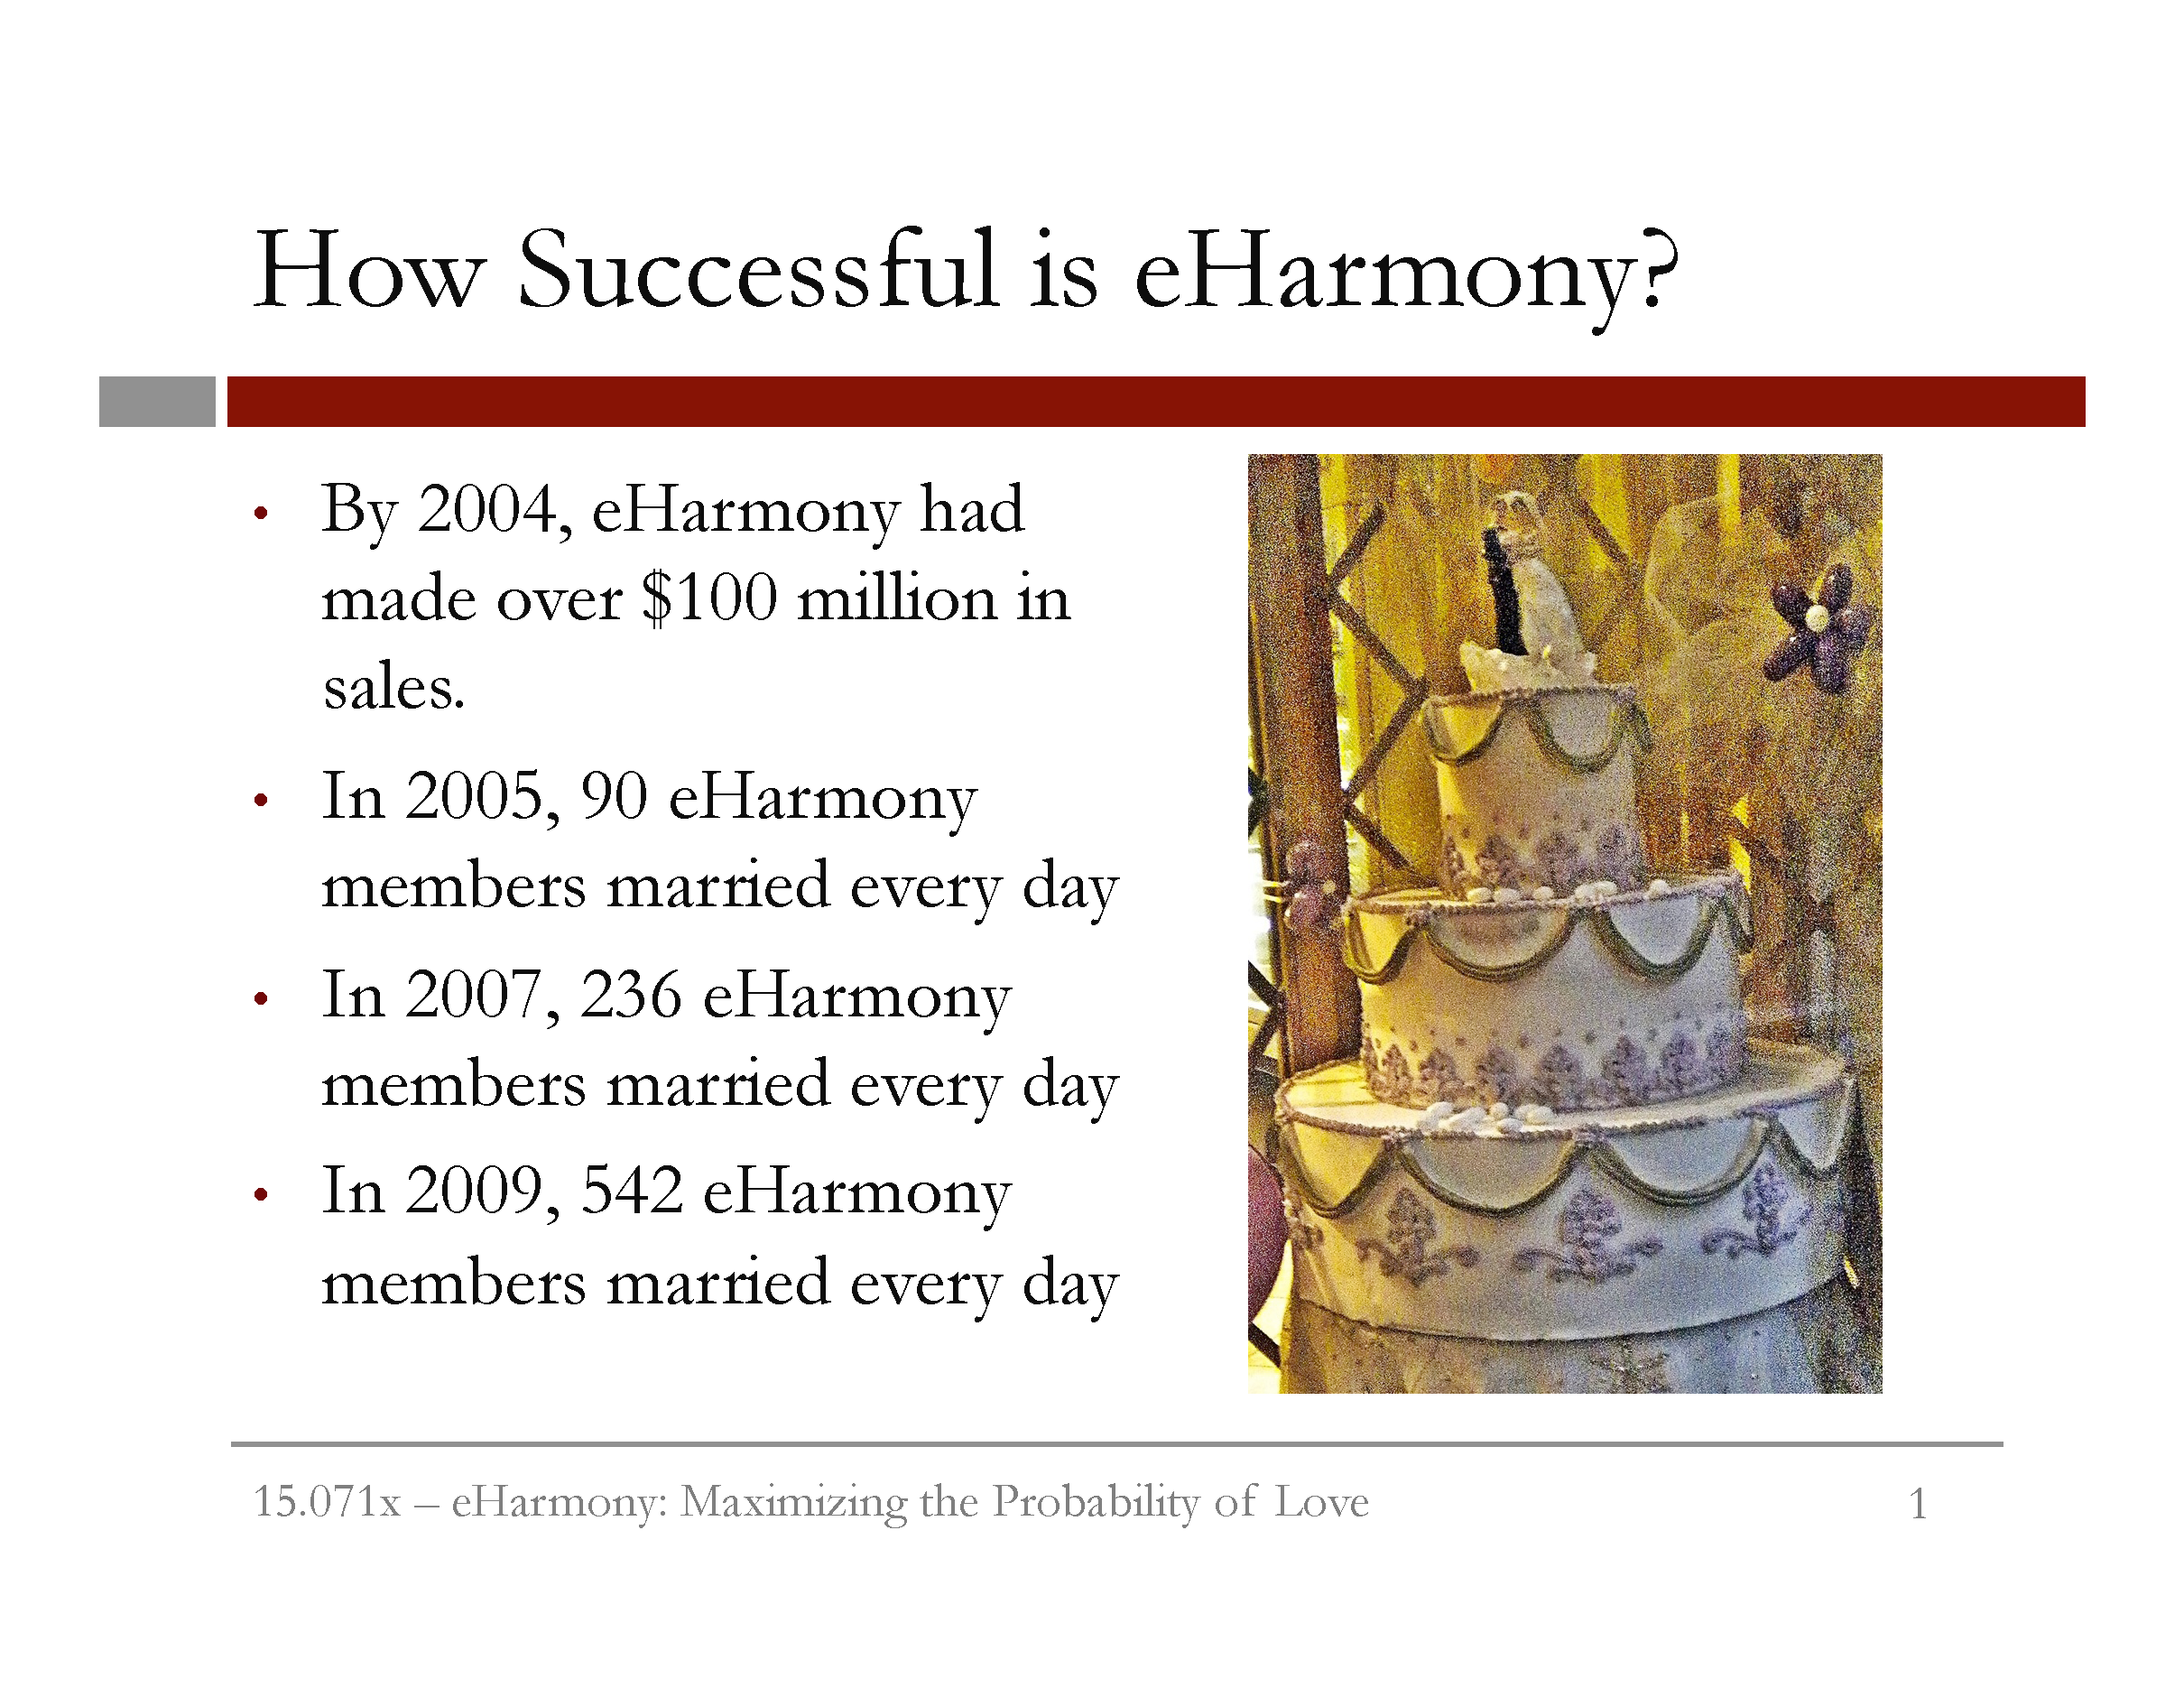 How Successful is eHarmony?
• By 2004, eHarmony had
made over $100 million in
sales.
• In 2005, 90 eHarmony
members married every day
• In 2007, 236 eHarmony
members married every day
• In 2009, 542 eHarmony
members married every day
15.071x – eHarmony: Maximizing the Probability of Love
1